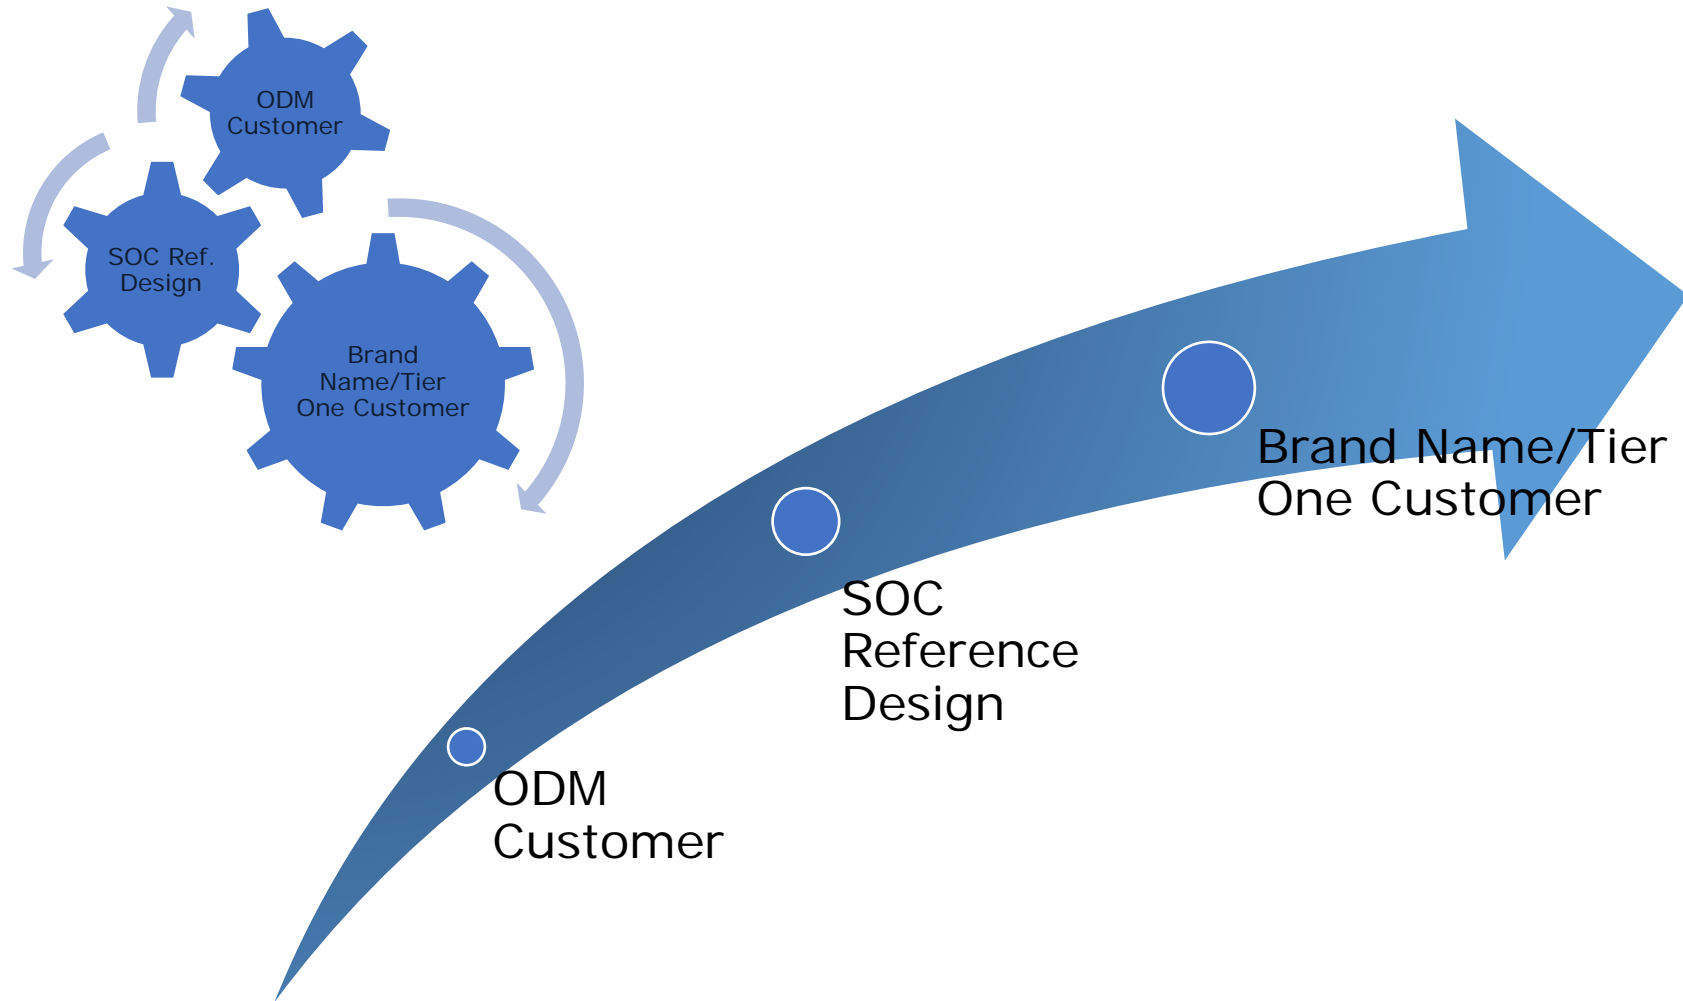 ODM
Customer
SOC Ref.
Design
Brand
Name/Tier
One Customer
Brand Name/Tier
One Customer
SOC
Reference
Design
ODM
Customer